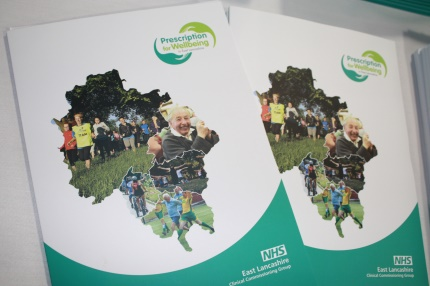 Prescription
for Wellbeing
NHS
East Lancashire
Clinical Commissioning Group
Prescription
for Wellbeing
NHS
East Lancashire
Clinical Commissioning Group